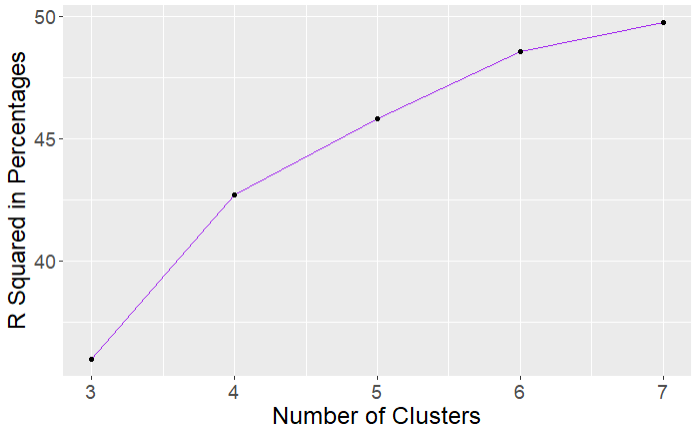 R Squared in Percentages
50
45
40
3 4 5 6 7
Number of Clusters